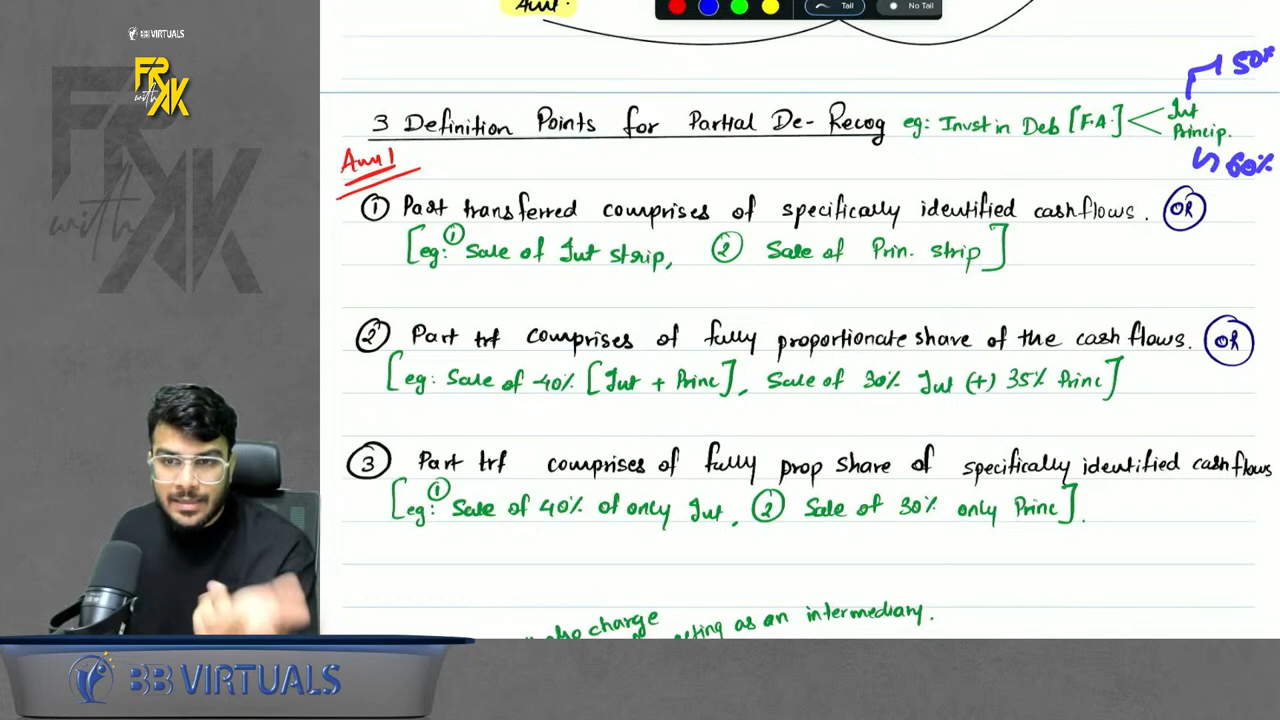 BB VIRTUALS
FR
with
AK
Amt.
Tail
No Tail
50%
3 Definition Points for Partial De-Recog eg: Invst in Deb [F.A.]
Int
Princip.
50%
Ann 1
① Part transferred comprises of specifically identified cashflows. OR
[eg: ① Sale of Int strip, ② Sale of Prin. strip]
② Part trf comprises of fully proportionate share of the cash flows. OR
[eg: Sale of 40% [Int + Princ], Sale of 30% Int (+) 35% Princ]
③ Part trf comprises of fully prop share of specifically identified cashflows
[eg: ① Sale of 40% of only Int, ② Sale of 30% only Princ].
also charge
acting as an intermediary.
BB VIRTUALS